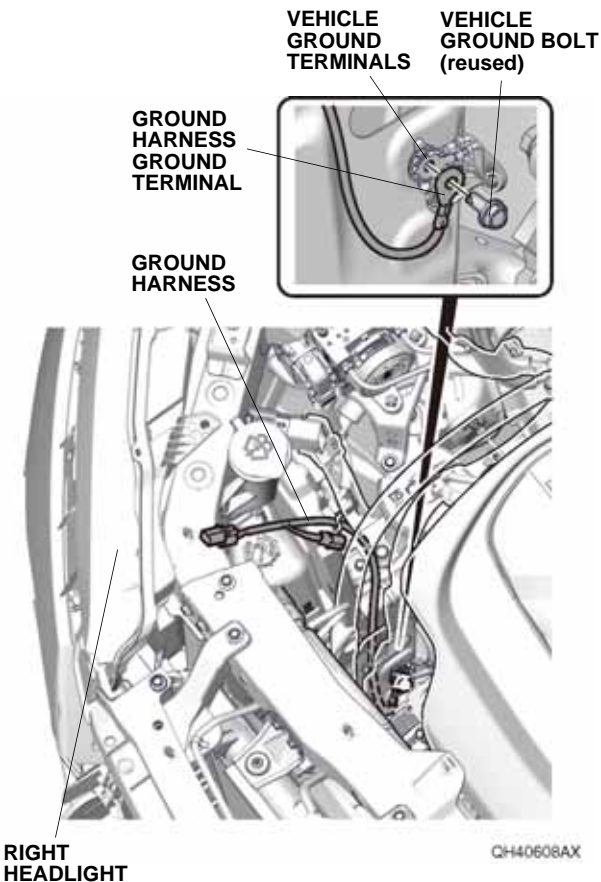 VEHICLE
GROUND
TERMINALS
VEHICLE
GROUND BOLT
(reused)
GROUND
HARNESS
GROUND
TERMINAL
GROUND
HARNESS
RIGHT
HEADLIGHT
QH40608AX